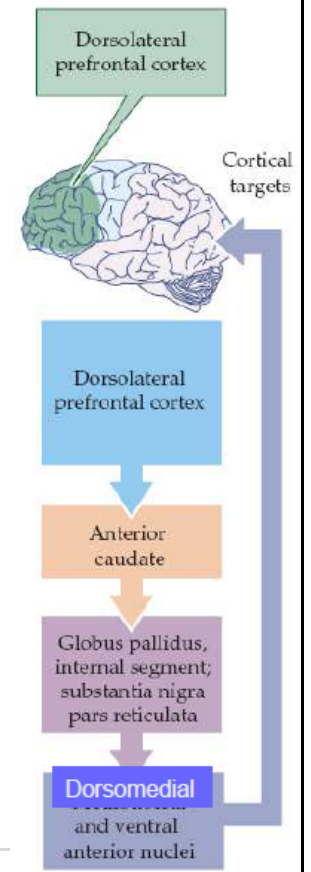 Dorsolateral
prefrontal cortex
Cortical
targets
Dorsolateral
prefrontal cortex
Anterior
caudate
Globus pallidus,
internal segment;
substantia nigra
pars reticulata
Dorsomedial
and ventral
anterior nuclei